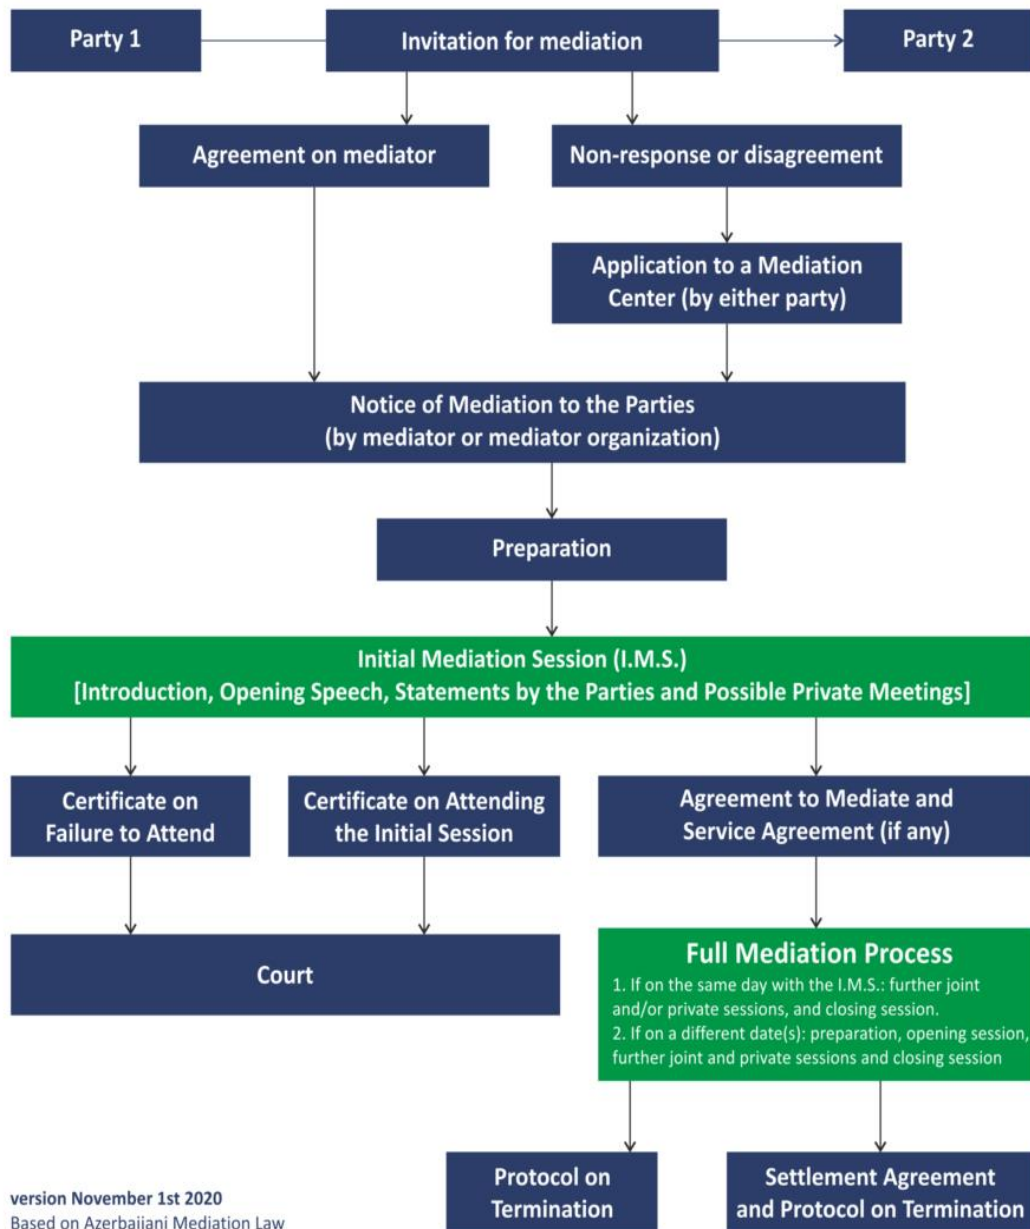 Party 1
Invitation for mediation
Party 2
Agreement on mediator
Non-response or disagreement
Application to a Mediation
Center (by either party)
Notice of Mediation to the Parties
(by mediator or mediator organization)
Preparation
Initial Mediation Session (I.M.S.)
[Introduction, Opening Speech, Statements by the Parties and Possible Private Meetings]
Certificate on
Failure to Attend
Certificate on Attending
the Initial Session
Agreement to Mediate and
Service Agreement (if any)
Court
Full Mediation Process
1. If on the same day with the I.M.S.: further joint
and/or private sessions, and closing session.
2. If on a different date(s): preparation, opening session,
further joint and private sessions and closing session
Protocol on
Termination
Settlement Agreement
and Protocol on Termination
version November 1st 2020
Based on Azerbaijani Mediation Law